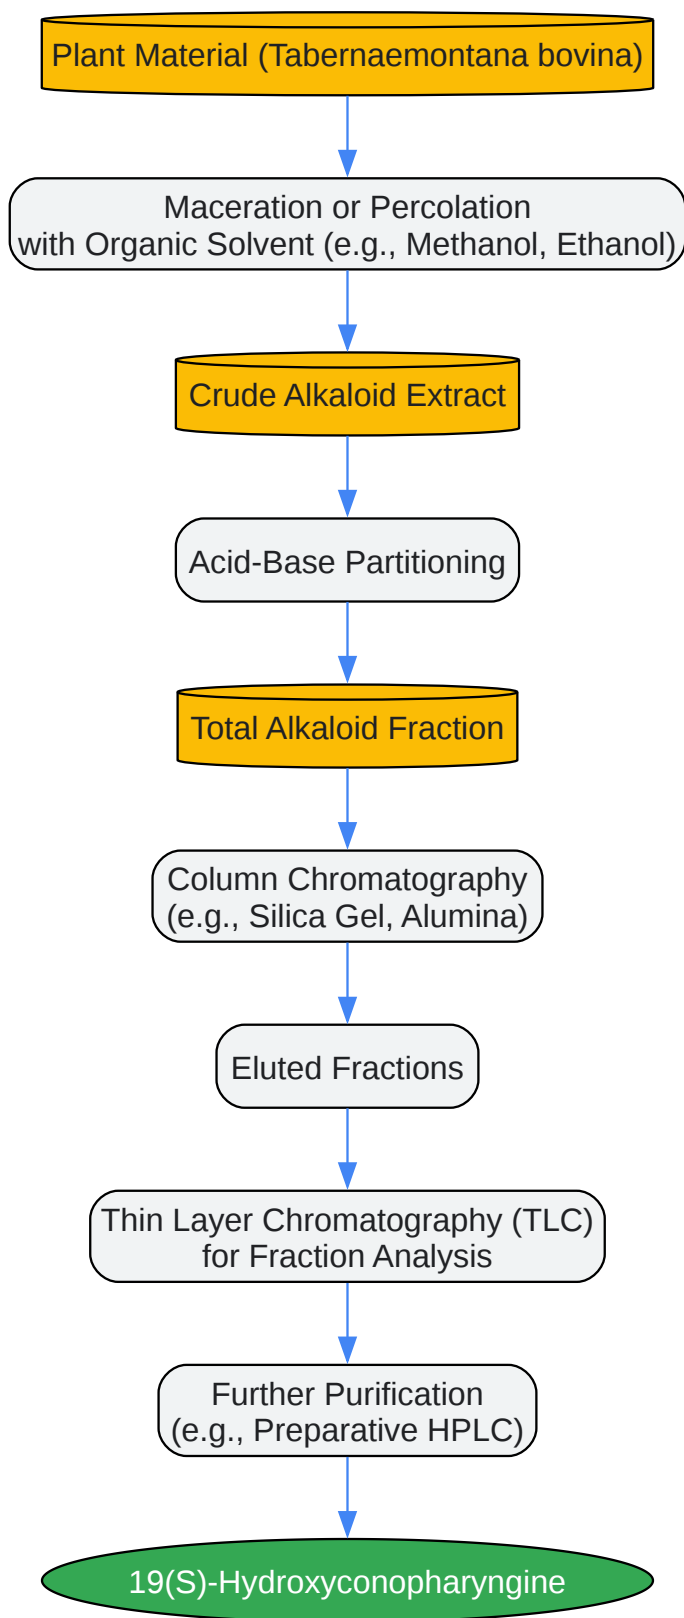 Plant Material (Tabernaemontana bovina)
Maceration or Percolation
with Organic Solvent (e.g., Methanol, Ethanol)
Crude Alkaloid Extract
Acid-Base Partitioning
Total Alkaloid Fraction
Column Chromatography
(e.g., Silica Gel, Alumina)
Eluted Fractions
Thin Layer Chromatography (TLC)
for Fraction Analysis
Further Purification
(e.g., Preparative HPLC)
19(S)-Hydroxyconopharyngine